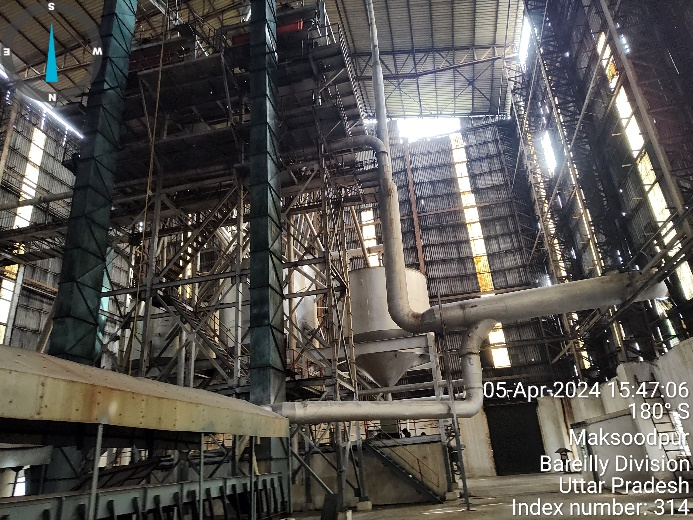 S
E
W
N
05-Apr-2024 15:47:06
180° S
Maksoodpur
Bareilly Division
Uttar Pradesh
Index number: 314